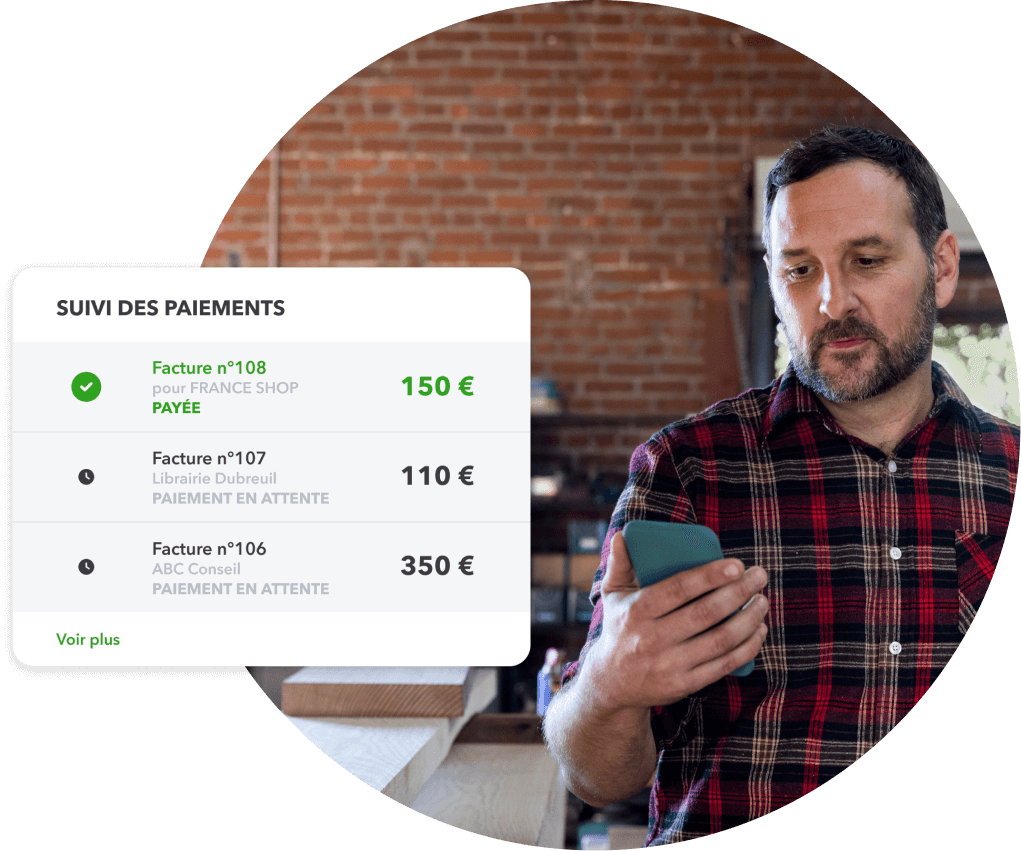 SUIVI DES PAIEMENTS
Facture n°108
pour FRANCE SHOP
PAYÉE
150 €
Facture n°107
Librairie Dubreuil
PAIEMENT EN ATTENTE
110 €
Facture n°106
ABC Conseil
PAIEMENT EN ATTENTE
350 €
Voir plus